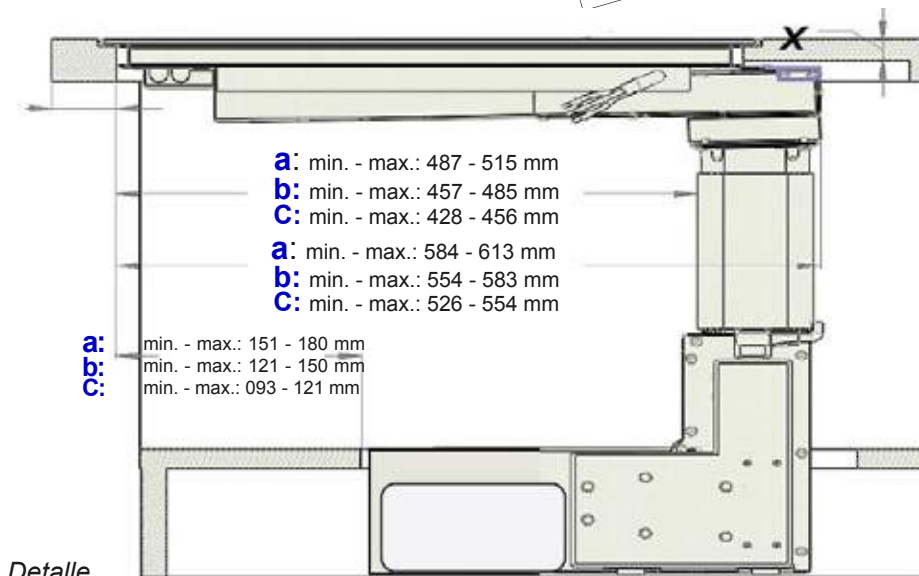 X
a: min. - max.: 487 - 515 mm
b: min. - max.: 457 - 485 mm
C: min. - max.: 428 - 456 mm
a: min. - max.: 584 - 613 mm
b: min. - max.: 554 - 583 mm
C: min. - max.: 526 - 554 mm
a: min. - max.: 151 - 180 mm
b: min. - max.: 121 - 150 mm
C: min. - max.: 093 - 121 mm
Detalle